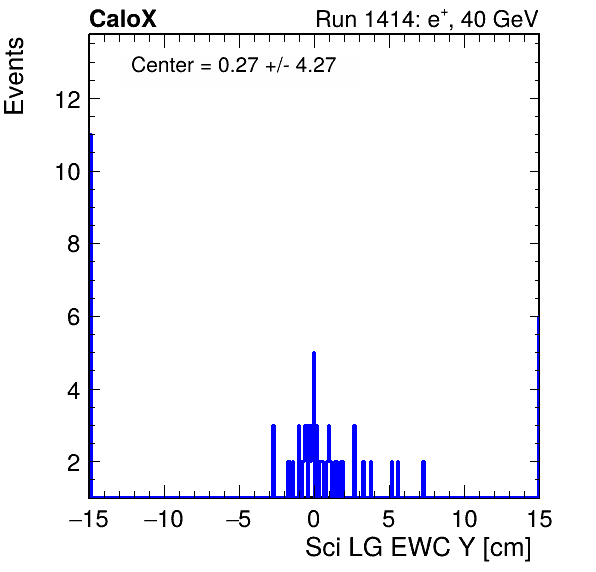 CaloX Run 1414: e⁺, 40 GeV
Center = 0.27 +/- 4.27
Events
12
10
8
6
4
2
−15 −10 −5 0 5 10 15
Sci LG EWC Y [cm]